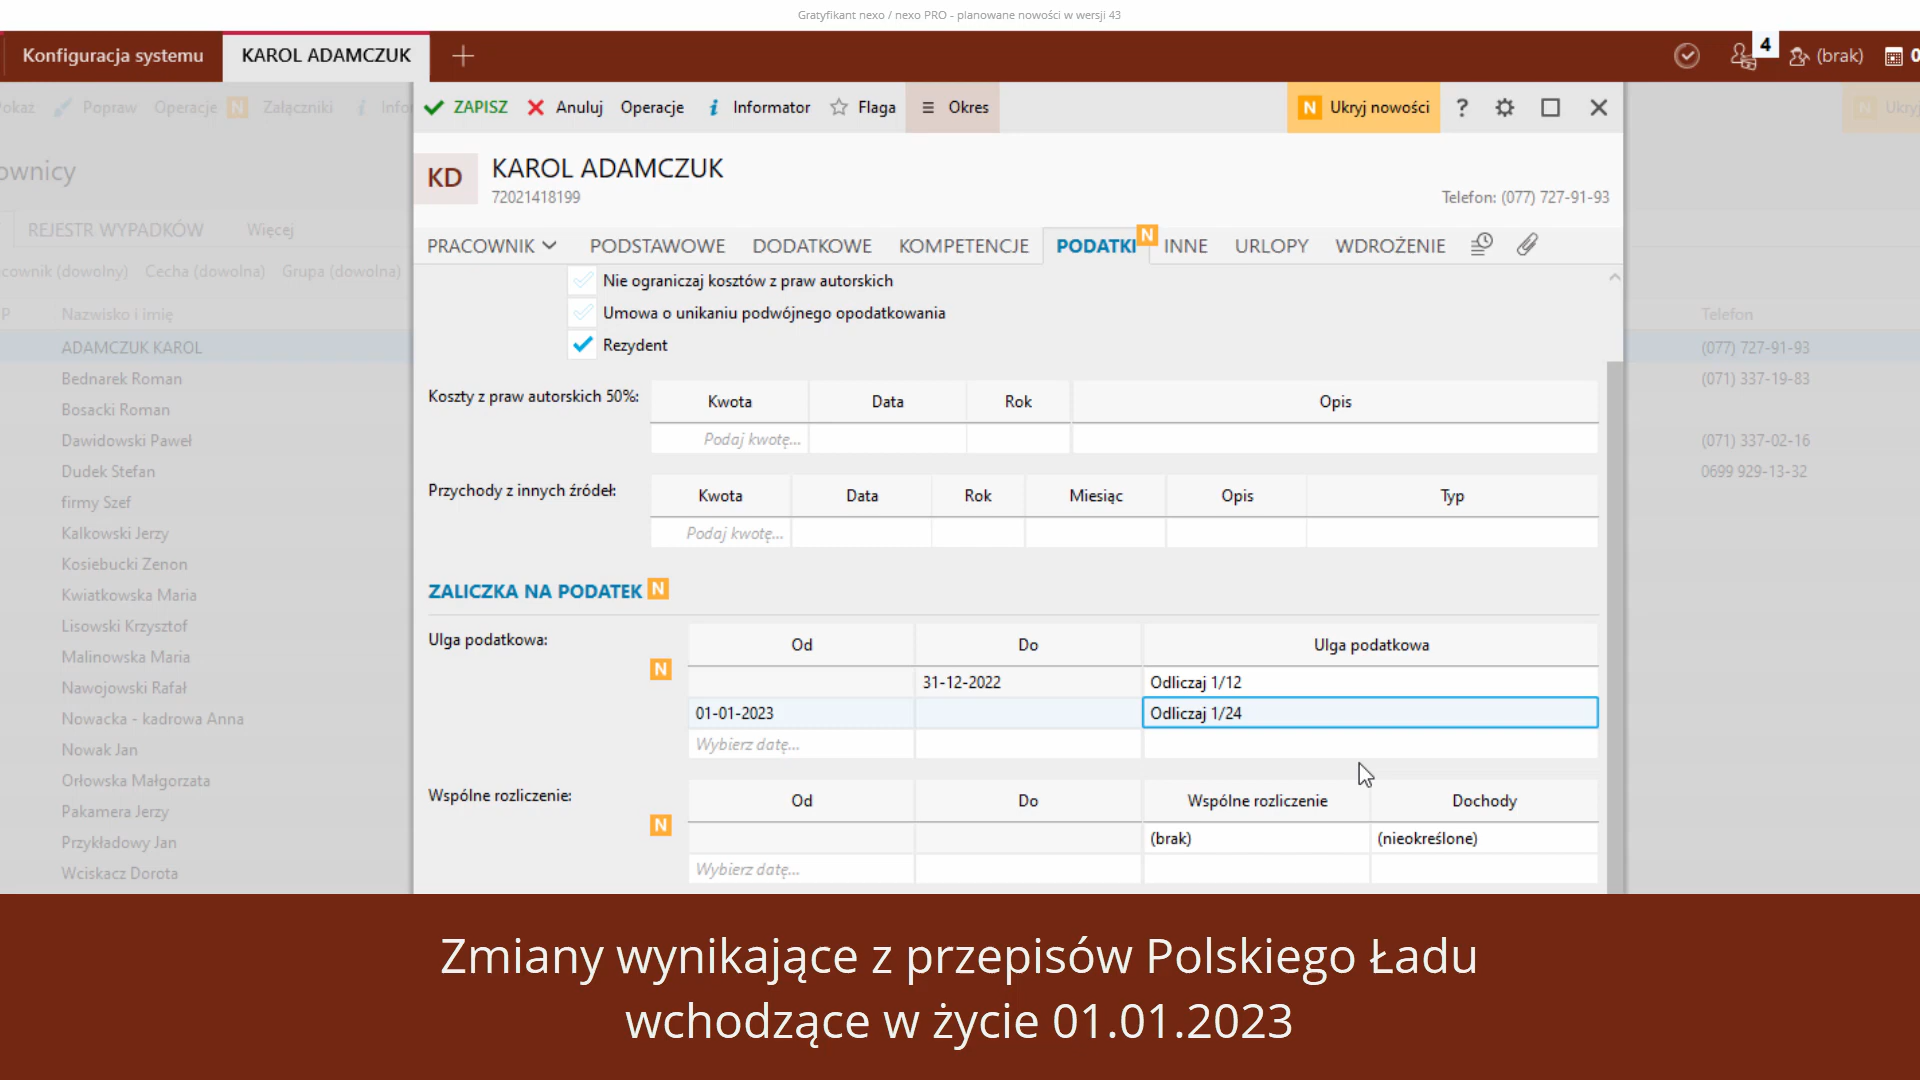 Gratyfikant nexo / nexo PRO - planowane nowości w wersji 43
Konfiguracja systemu KAROL ADAMCZUK 4 (brak)
Popraw Operacje N Załączniki
ZAPISZ Anuluj Operacje Informator Flaga Okres N Ukryj nowości ?
KD KAROL ADAMCZUK
72021418199 Telefon: (077) 727-91-93
REJESTR WYPADKÓW Więcej
PRACOWNIK PODSTAWOWE DODATKOWE KOMPETENCJE PODATKI N INNE URLOPY WDROŻENIE
(dowolny) Cecha (dowolna) Grupa (dowolna)
Nie ograniczaj kosztów z praw autorskich
Umowa o unikaniu podwójnego opodatkowania
Rezydent
Koszty z praw autorskich 50%: Kwota Data Rok Opis
Podaj kwotę...
Przychody z innych źródeł: Kwota Data Rok Miesiąc Opis Typ
Podaj kwotę...
ZALICZKA NA PODATEK N
Ulga podatkowa: N Od Do Ulga podatkowa
31-12-2022 Odliczaj 1/12
01-01-2023 Odliczaj 1/24
Wybierz datę...
Wspólne rozliczenie: N Od Do Wspólne rozliczenie Dochody
(brak) (nieokreślone)
Wybierz datę...
Nazwisko i imię Telefon
ADAMCZUK KAROL (077) 727-91-93
Bednarek Roman (071) 337-19-83
Bosacki Roman
Dawidowski Paweł (071) 337-02-16
Dudek Stefan 0699 929-13-32
firmy Szef
Kalkowski Jerzy
Kosiebucki Zenon
Kwiatkowska Maria
Lisowski Krzysztof
Malinowska Maria
Nawojowski Rafał
Nowacka - kadrowa Anna
Nowak Jan
Orłowska Małgorzata
Pakamera Jerzy
Przykładowy Jan
Wciskacz Dorota
Zmiany wynikające z przepisów Polskiego Ładu
wchodzące w życie 01.01.2023